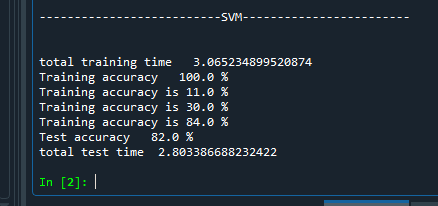 --------------------------SVM------------------------
total training time   3.065234899520874
Training accuracy   100.0 %
Training accuracy is 11.0 %
Training accuracy is 30.0 %
Training accuracy is 84.0 %
Test accuracy   82.0 %
total test time  2.803386688232422
In [2]: